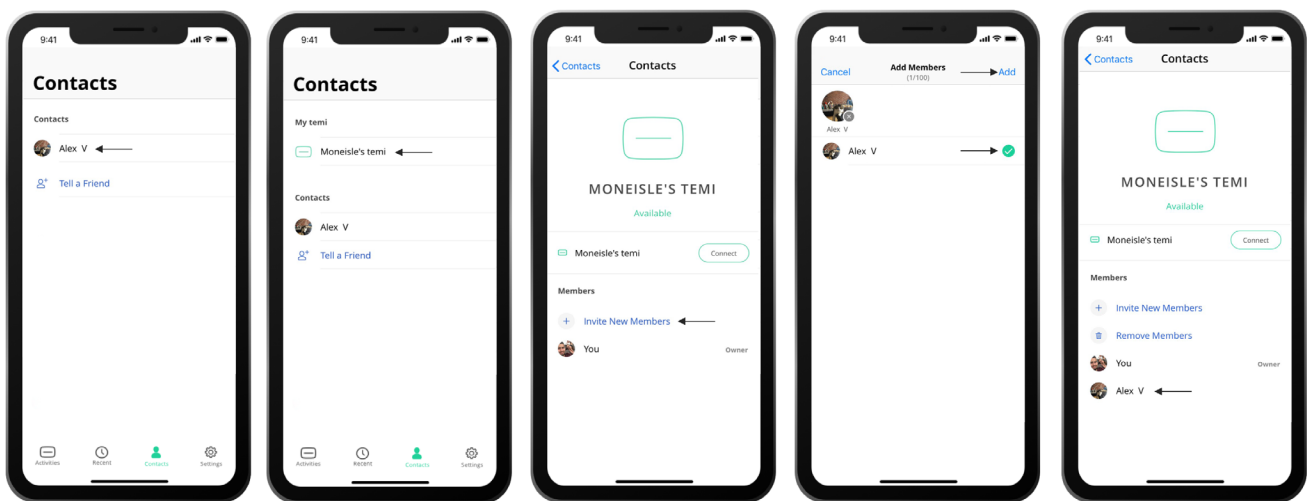 9:41
Contacts
Contacts
Alex V
Tell a Friend
Activities
Recent
Contacts
Settings
9:41
Contacts
My temi
Moneisle's temi
Contacts
Alex V
Tell a Friend
Activities
Recent
Contacts
Settings
9:41
Contacts
Contacts
MONEISLE'S TEMI
Available
Moneisle's temi
Connect
Members
Invite New Members
You
Owner
9:41
Cancel
Add Members
(1/100)
Add
Alex V
Alex V
9:41
Contacts
Contacts
MONEISLE'S TEMI
Available
Moneisle's temi
Connect
Members
Invite New Members
Remove Members
You
Owner
Alex V